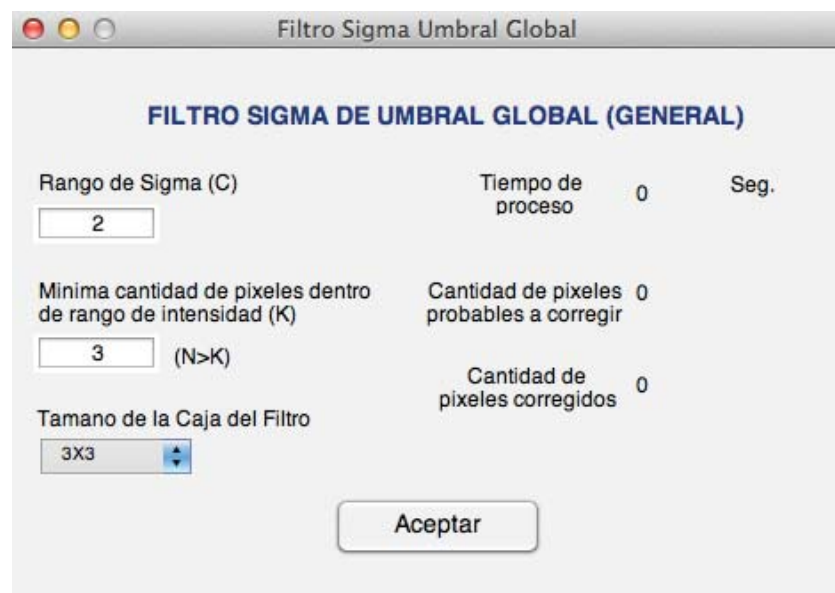 Filtro Sigma Umbral Global
FILTRO SIGMA DE UMBRAL GLOBAL (GENERAL)
Rango de Sigma (C)
2
Tiempo de
proceso
0
Seg.
Minima cantidad de pixeles dentro
de rango de intensidad (K)
3
(N>K)
Cantidad de pixeles
probables a corregir
0
Cantidad de
pixeles corregidos
0
Tamano de la Caja del Filtro
3X3
Aceptar